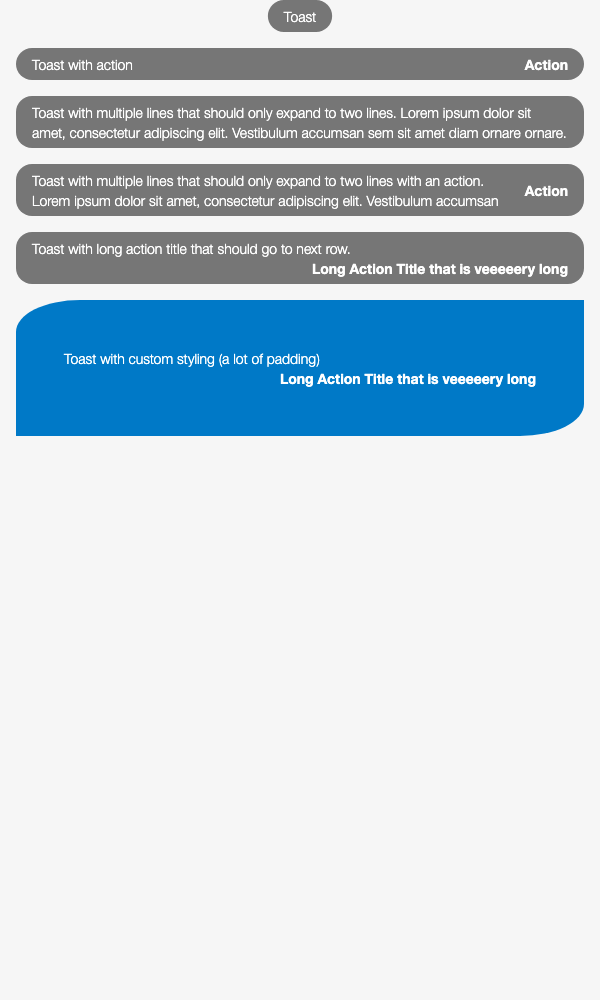 Toast
Toast with action Action
Toast with multiple lines that should only expand to two lines. Lorem ipsum dolor sit
amet, consectetur adipiscing elit. Vestibulum accumsan sem sit amet diam ornare ornare.
Toast with multiple lines that should only expand to two lines with an action.
Lorem ipsum dolor sit amet, consectetur adipiscing elit. Vestibulum accumsan
Action
Toast with long action title that should go to next row.
Long Action Title that is veeeeery long
Toast with custom styling (a lot of padding)
Long Action Title that is veeeeery long